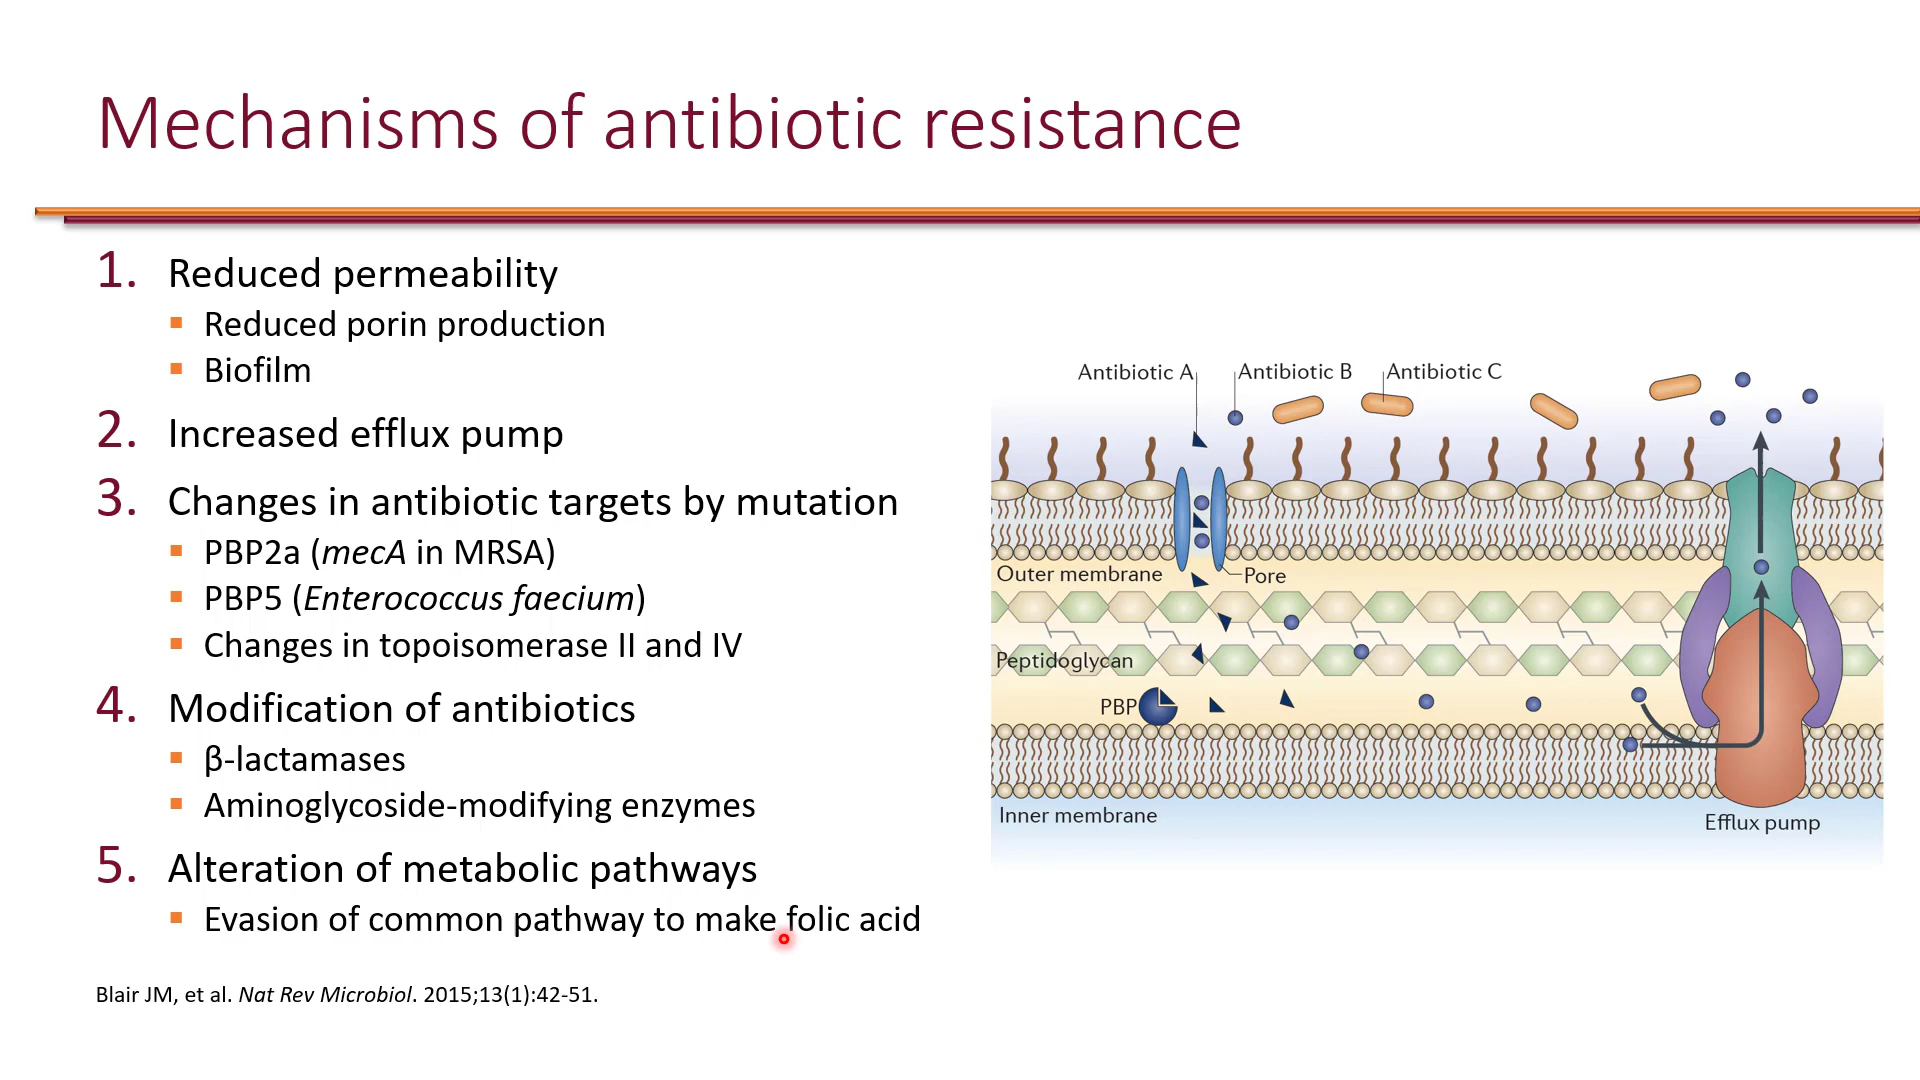 Mechanisms of antibiotic resistance
1. Reduced permeability
Reduced porin production
Biofilm
2. Increased efflux pump
3. Changes in antibiotic targets by mutation
PBP2a (mecA in MRSA)
PBP5 (Enterococcus faecium)
Changes in topoisomerase II and IV
4. Modification of antibiotics
β-lactamases
Aminoglycoside-modifying enzymes
5. Alteration of metabolic pathways
Evasion of common pathway to make folic acid
Blair JM, et al. Nat Rev Microbiol. 2015;13(1):42-51.
Antibiotic A
Antibiotic B
Antibiotic C
Outer membrane
Pore
Peptidoglycan
PBP
Inner membrane
Efflux pump